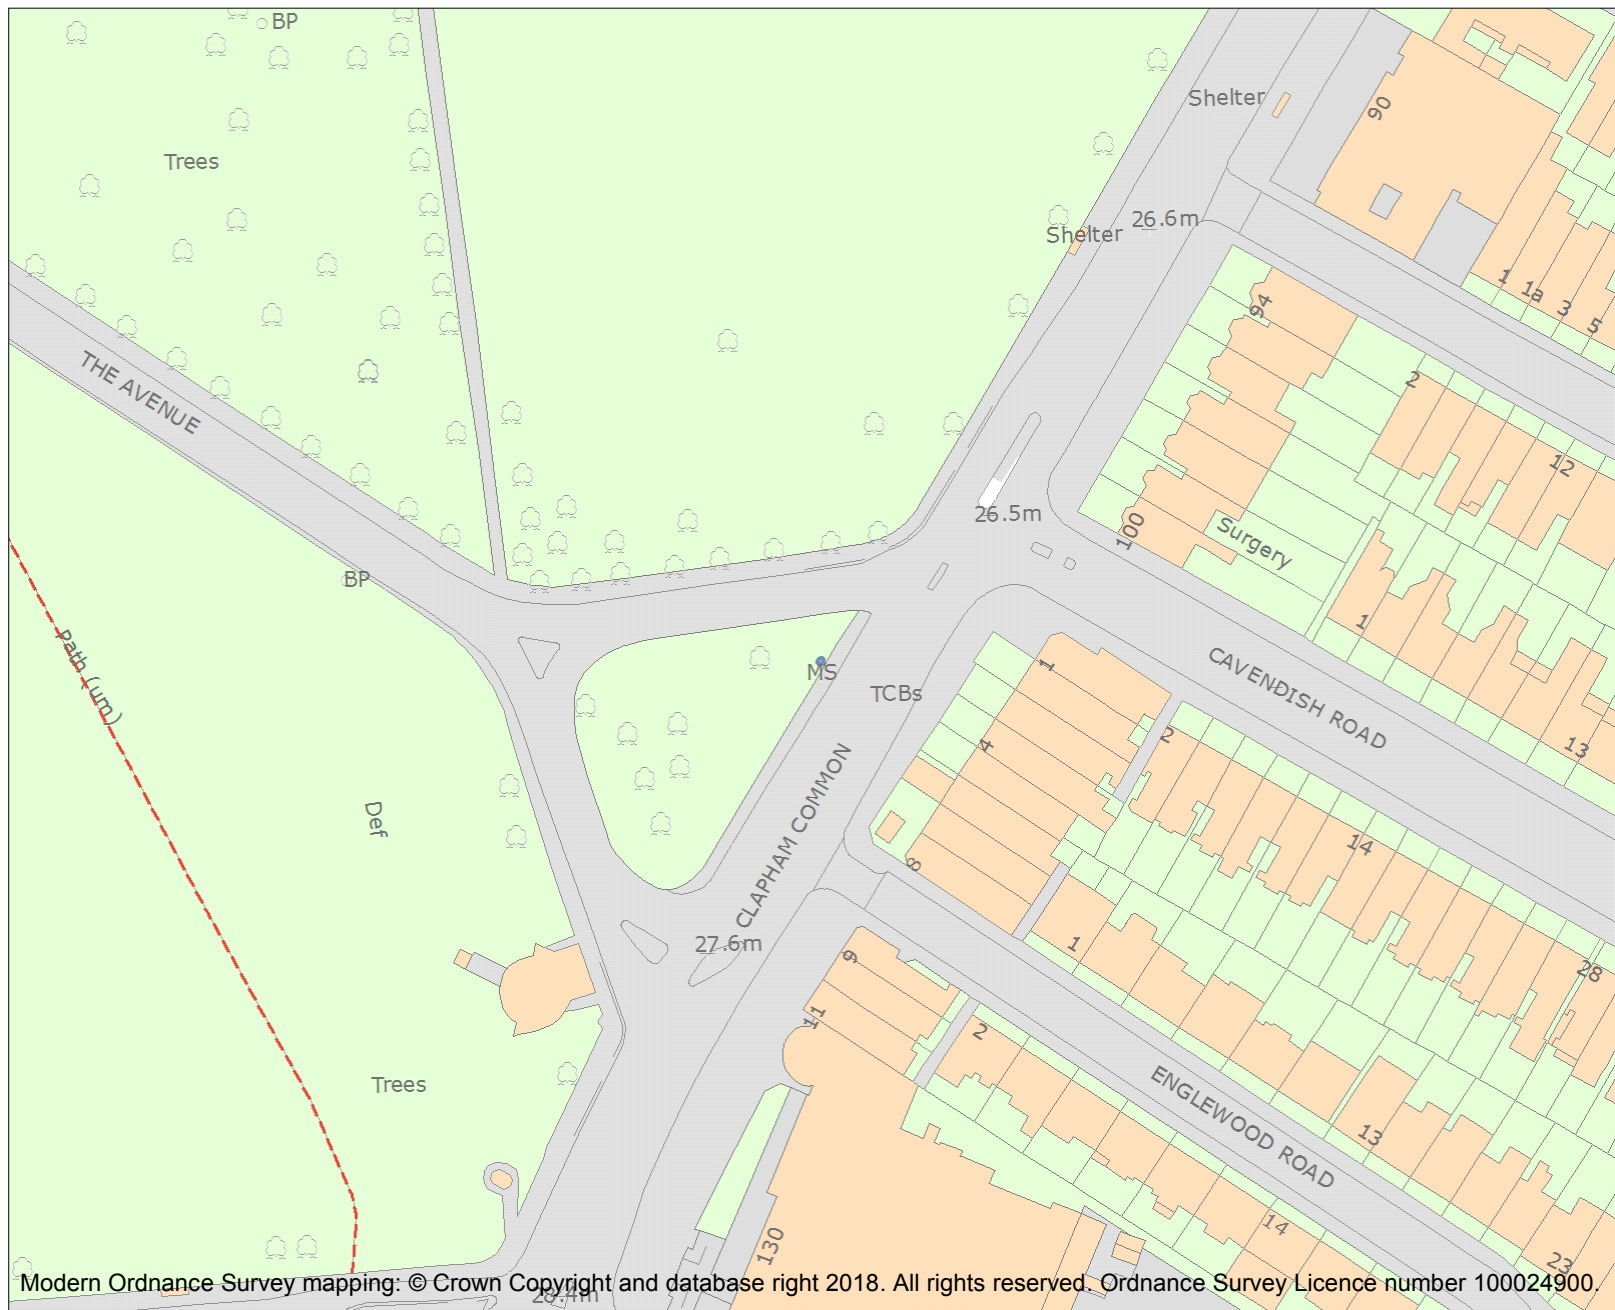 BP
Shelter
90
Trees
26.6m
Shelter
1
1a
3
5
94
THE AVENUE
2
12
26.5m
100
Surgery
BP
1
Path (um)
MS
TCBs
1
CAVENDISH ROAD
2
4
13
Def
CLAPHAM COMMON
14
8
27.6m
9
1
28
11
2
Trees
ENGLEWOOD ROAD
13
14
130
23
28.4m
Modern Ordnance Survey mapping: © Crown Copyright and database right 2018. All rights reserved. Ordnance Survey Licence number 100024900.